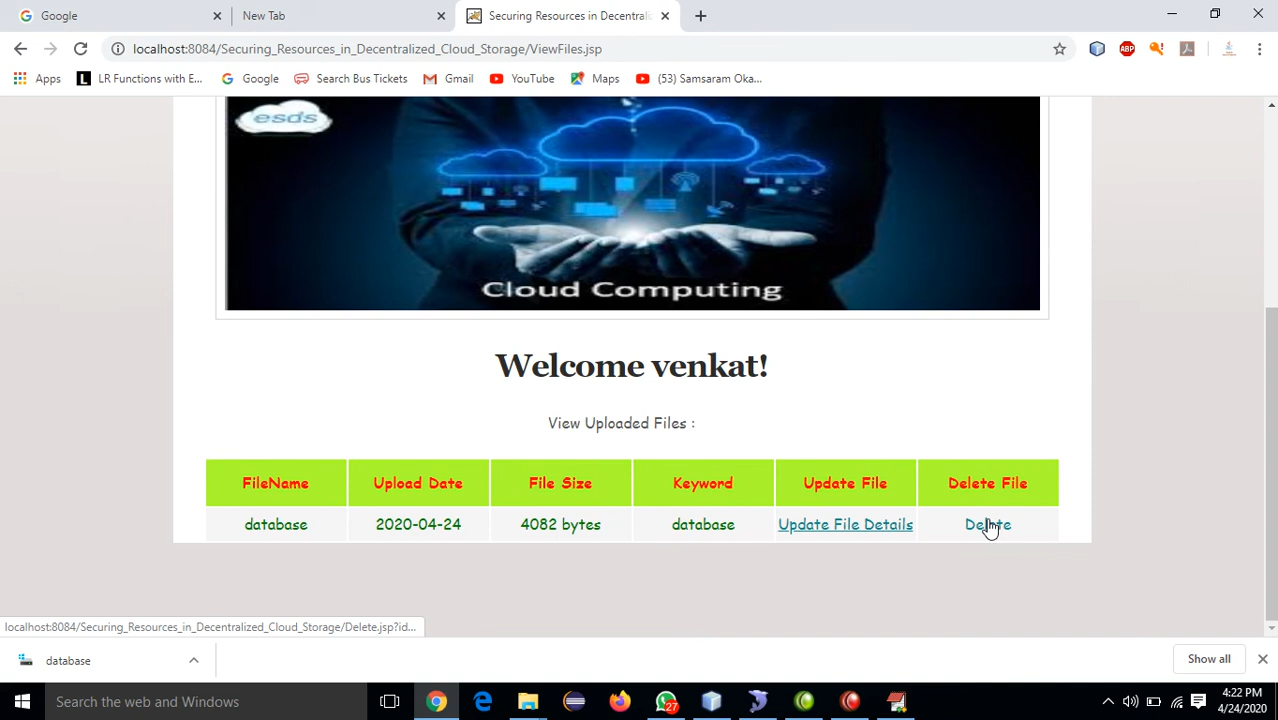 Google
New Tab
Securing Resources in Decentraliz
localhost:8084/Securing_Resources_in_Decentralized_Cloud_Storage/ViewFiles.jsp
ABP
Apps
L LR Functions with E...
Google
Search Bus Tickets
Gmail
YouTube
Maps
(53) Samsaram Oka...
esds
Cloud Computing
Welcome venkat!
View Uploaded Files :
FileName Upload Date File Size Keyword Update File Delete File
database 2020-04-24 4082 bytes database Update File Details Delete
localhost:8084/Securing_Resources_in_Decentralized_Cloud_Storage/Delete.jsp?id...
database
Show all
Search the web and Windows
27
4:22 PM
4/24/2020